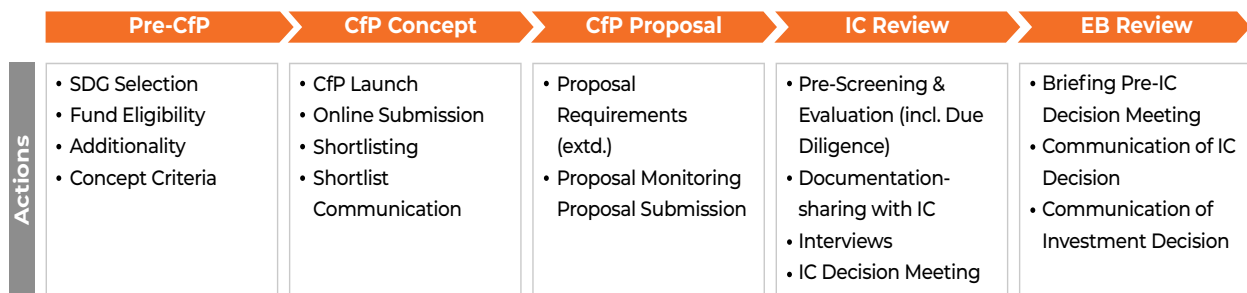 Pre-CfP
CfP Concept
CfP Proposal
IC Review
EB Review
Actions
• SDG Selection
• Fund Eligibility
• Additionality
• Concept Criteria
• CfP Launch
• Online Submission
• Shortlisting
• Shortlist
Communication
• Proposal
Requirements
(extd.)
• Proposal Monitoring
Proposal Submission
• Pre-Screening &
Evaluation (incl. Due
Diligence)
• Documentation-
sharing with IC
• Interviews
• IC Decision Meeting
• Briefing Pre-IC
Decision Meeting
• Communication of IC
Decision
• Communication of
Investment Decision